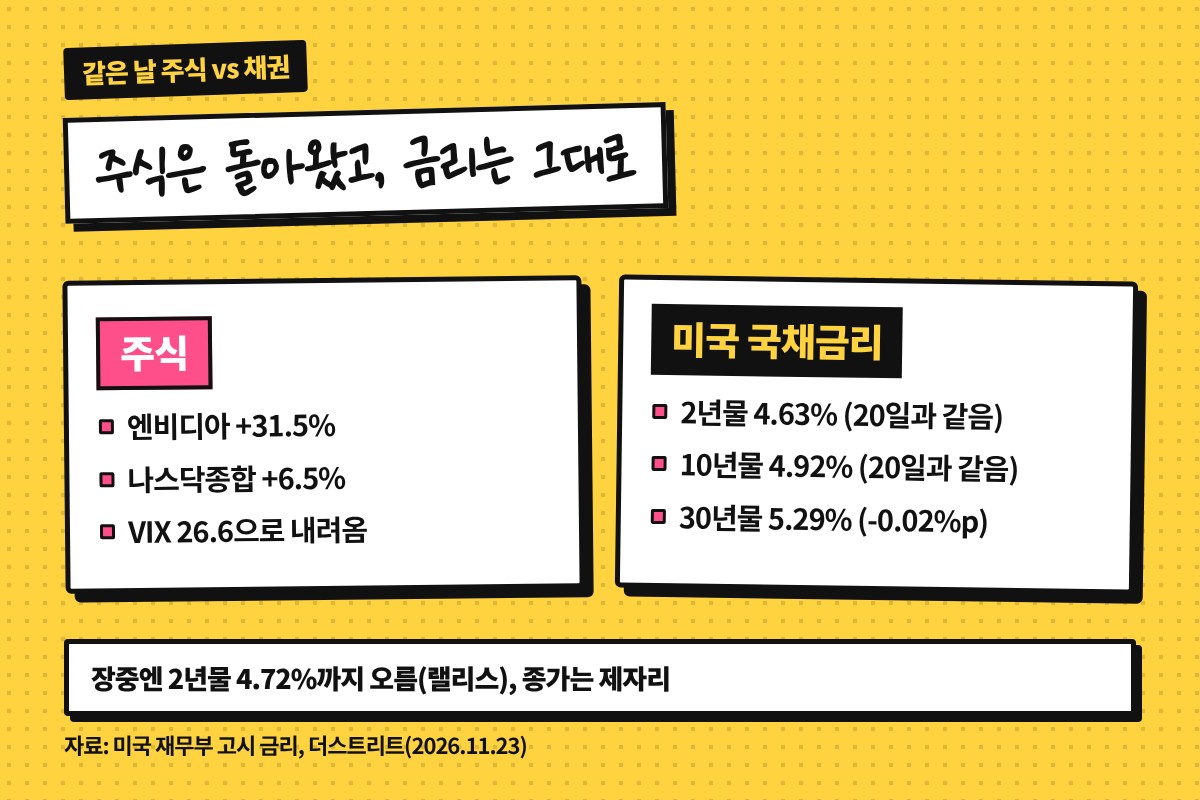 같은 날 주식 vs 채권
주식은 돌아왔고, 금리는 그대로
주식
엔비디아 +31.5%
나스닥종합 +6.5%
VIX 26.6으로 내려옴
미국 국채금리
2년물 4.63% (20일과 같음)
10년물 4.92% (20일과 같음)
30년물 5.29% (-0.02%p)
장중엔 2년물 4.72%까지 오름(랠리스), 종가는 제자리
자료: 미국 재무부 고시 금리, 더스트리트(2026.11.23)